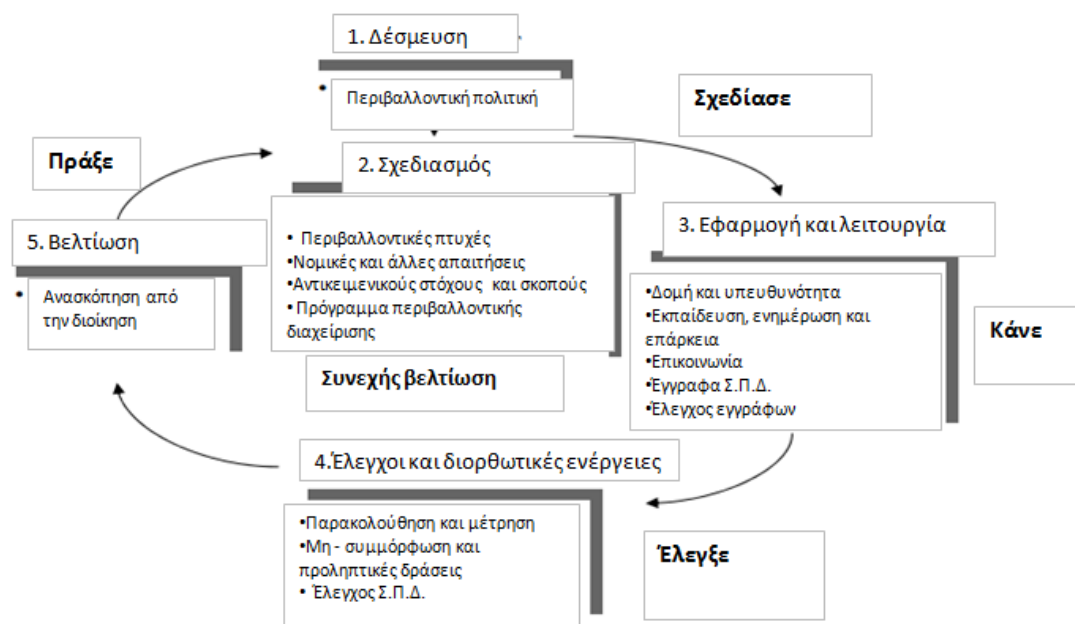 1. Δέσμευση
• Περιβαλλοντική πολιτική
Σχεδίασε
Πράξε
2. Σχεδιασμός
• Περιβαλλοντικές πτυχές
•Νομικές και άλλες απαιτήσεις
•Αντικειμενικούς στόχους και σκοπούς
• Πρόγραμμα περιβαλλοντικής
διαχείρισης
Συνεχής βελτίωση
3. Εφαρμογή και λειτουργία
•Δομή και υπευθυνότητα
•Εκπαίδευση, ενημέρωση και
επάρκεια
•Επικοινωνία
•Έγγραφα Σ.Π.Δ.
•Έλεγχος εγγράφων
Κάνε
4.Έλεγχοι και διορθωτικές ενέργειες
•Παρακολούθηση και μέτρηση
•Μη - συμμόρφωση και
προληπτικές δράσεις
• Έλεγχος Σ.Π.Δ.
Έλεγξε
5. Βελτίωση
• Ανασκόπηση από
την διοίκηση